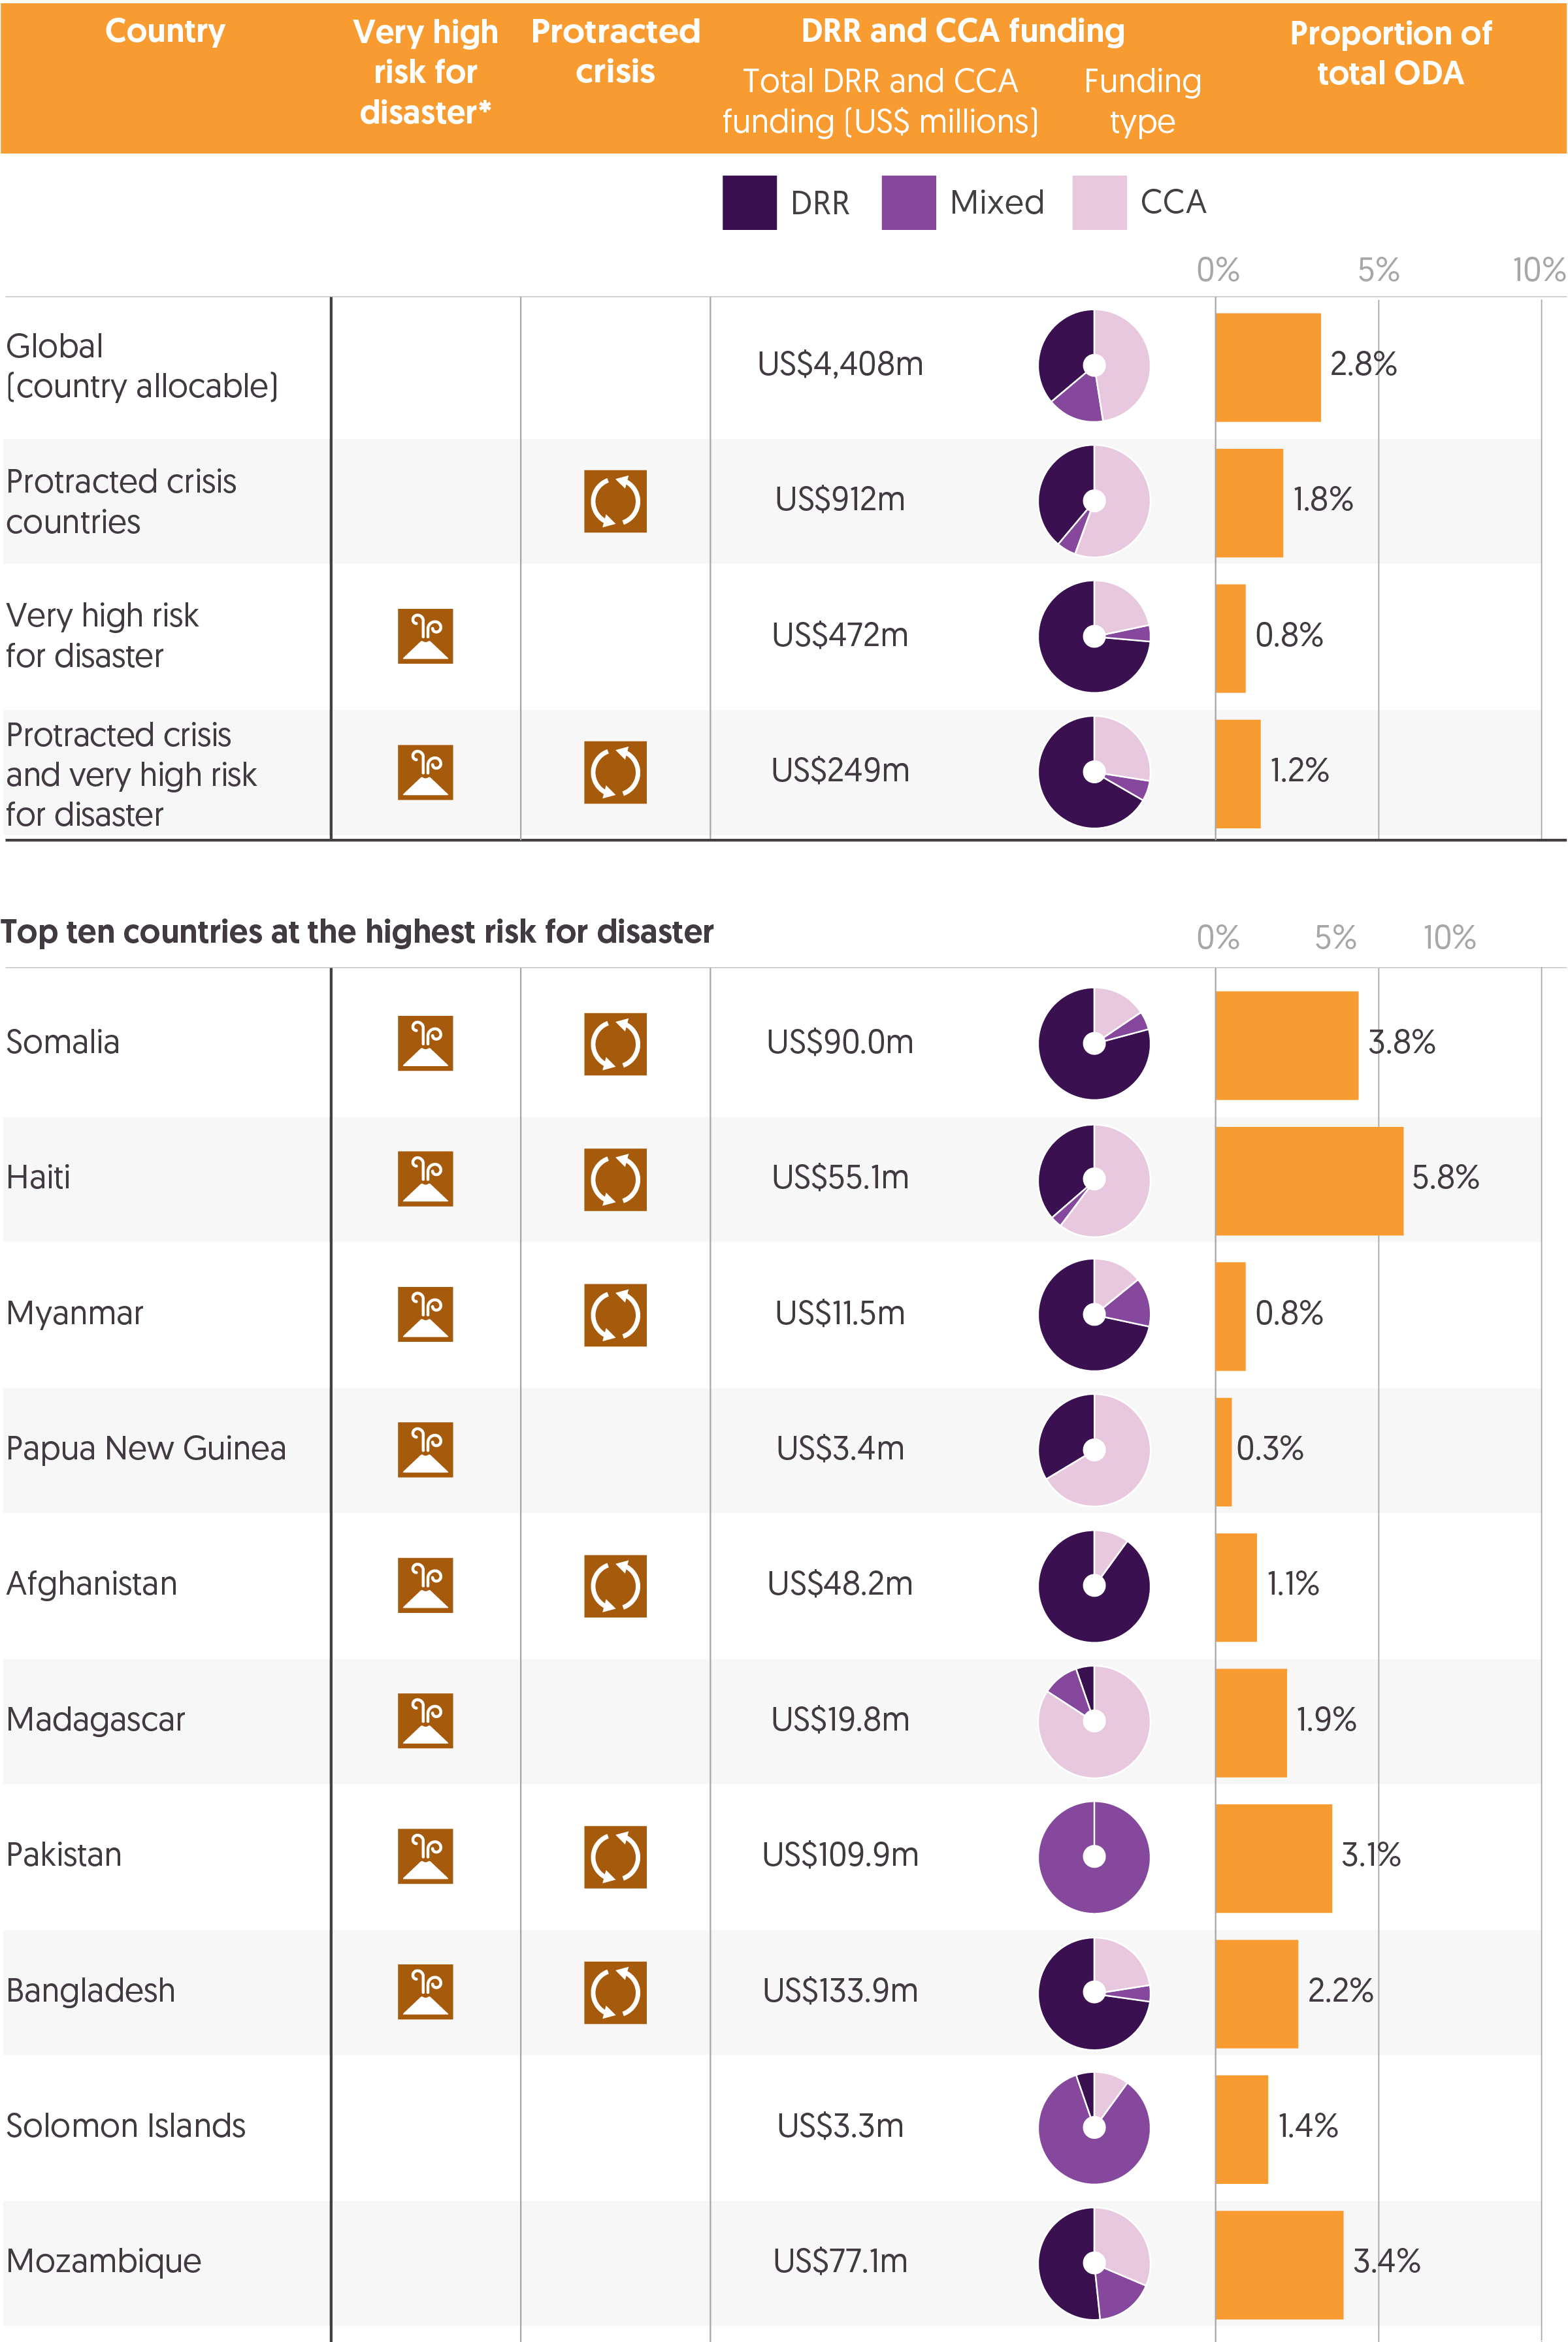 Country
Very high
risk for
disaster*
Protracted
crisis
DRR and CCA funding
Total DRR and CCA
funding (US$ millions)
Funding
type
Proportion of
total ODA
DRR Mixed CCA
0% 5% 10%
Global
(country allocable)
US$4,408m
2.8%
Protracted crisis
countries
US$912m
1.8%
Very high risk
for disaster
US$472m
0.8%
Protracted crisis
and very high risk
for disaster
US$249m
1.2%
Top ten countries at the highest risk for disaster
0% 5% 10%
Somalia US$90.0m 3.8%
Haiti US$55.1m 5.8%
Myanmar US$11.5m 0.8%
Papua New Guinea US$3.4m 0.3%
Afghanistan US$48.2m 1.1%
Madagascar US$19.8m 1.9%
Pakistan US$109.9m 3.1%
Bangladesh US$133.9m 2.2%
Solomon Islands US$3.3m 1.4%
Mozambique US$77.1m 3.4%